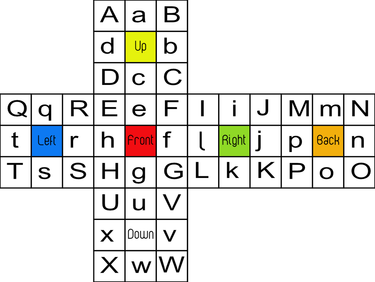 A a B
d Up b
D c C
Q q R E e F I i J M m N
t Left r h Front f l Right j p Back n
T s S H g G L k K P o O
U u V
x Down v
X w W